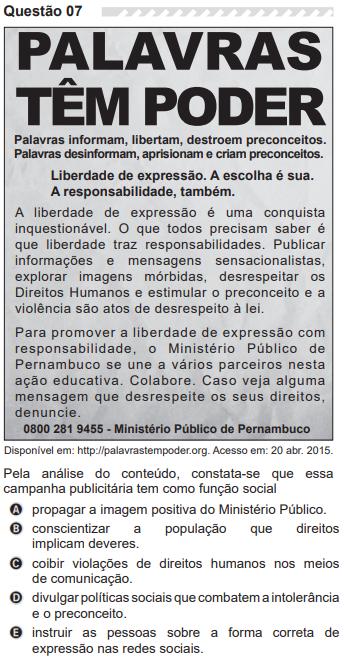 Questão 07
PALAVRAS
TÊM PODER
Palavras informam, libertam, destroem preconceitos.
Palavras desinformam, aprisionam e criam preconceitos.
Liberdade de expressão. A escolha é sua.
A responsabilidade, também.
A liberdade de expressão é uma conquista
inquestionável. O que todos precisam saber é
que liberdade traz responsabilidades. Publicar
informações e mensagens sensacionalistas,
explorar imagens mórbidas, desrespeitar os
Direitos Humanos e estimular o preconceito e a
violência são atos de desrespeito à lei.
Para promover a liberdade de expressão com
responsabilidade, o Ministério Público de
Pernambuco se une a vários parceiros nesta
ação educativa. Colabore. Caso veja alguma
mensagem que desrespeite os seus direitos,
denuncie.
0800 281 9455 - Ministério Público de Pernambuco
Disponível em: http://palavrastempoder.org. Acesso em: 20 abr. 2015.
Pela análise do conteúdo, constata-se que essa
campanha publicitária tem como função social
A propagar a imagem positiva do Ministério Público.
B conscientizar a população que direitos
implicam deveres.
C coibir violações de direitos humanos nos meios
de comunicação.
D divulgar políticas sociais que combatem a intolerância
e o preconceito.
E instruir as pessoas sobre a forma correta de
expressão nas redes sociais.